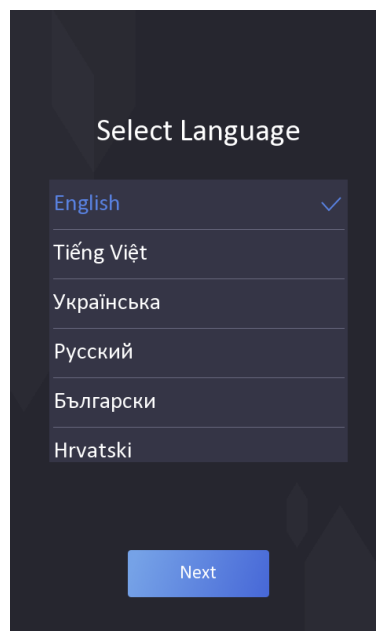 Select Language
English
Tiếng Việt
Українська
Русский
Български
Hrvatski
Next